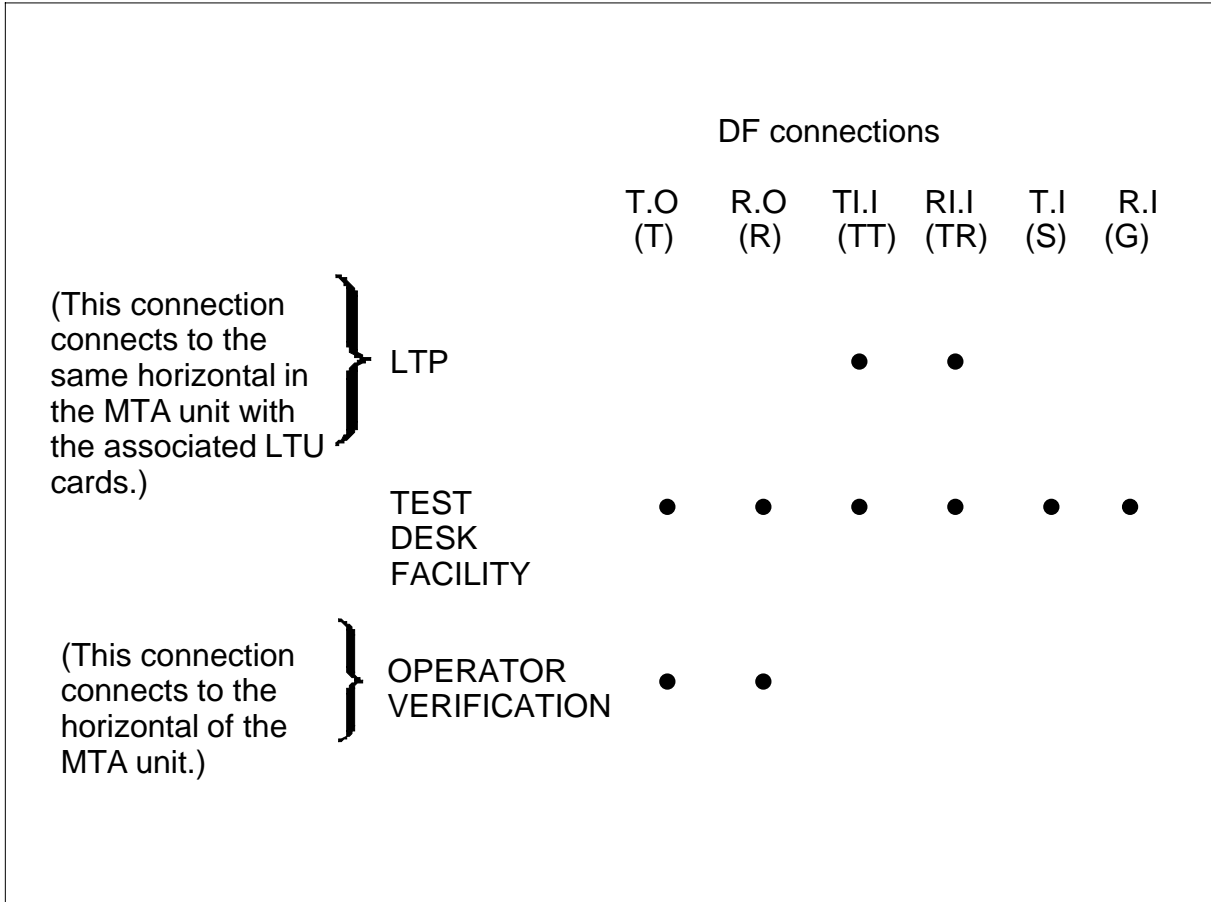 DF connections
T.O R.O TI.I RI.I T.I R.I
(T) (R) (TT) (TR) (S) (G)
(This connection
connects to the
same horizontal in
the MTA unit with
the associated LTU
cards.)
LTP
TEST
DESK
FACILITY
(This connection
connects to the
horizontal of the
MTA unit.)
OPERATOR
VERIFICATION